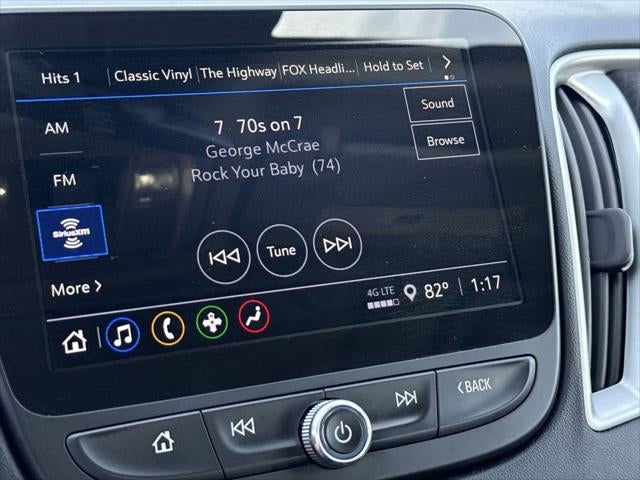 Hits 1 Classic Vinyl The Highway FOX Headli... Hold to Set
AM
7 70s on 7
Sound
George McCrae
Browse
FM
Rock Your Baby (74)
SiriusXM
Tune
More
4G LTE 82° 1:17
BACK